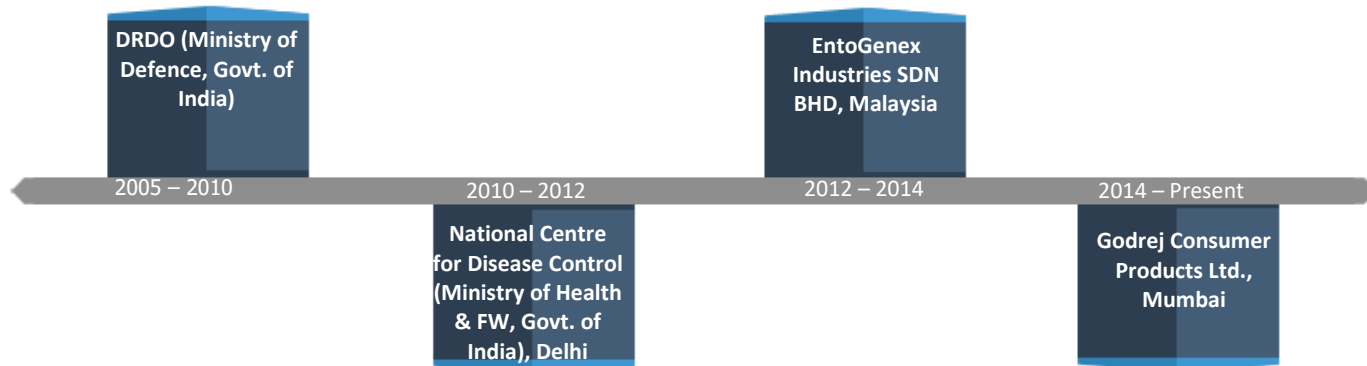 DRDO (Ministry of
Defence, Govt. of
India)
EntoGenex
Industries SDN
BHD, Malaysia
2005 – 2010
2010 – 2012
2012 – 2014
2014 – Present
National Centre
for Disease Control
(Ministry of Health
& FW, Govt. of
India), Delhi
Godrej Consumer
Products Ltd.,
Mumbai